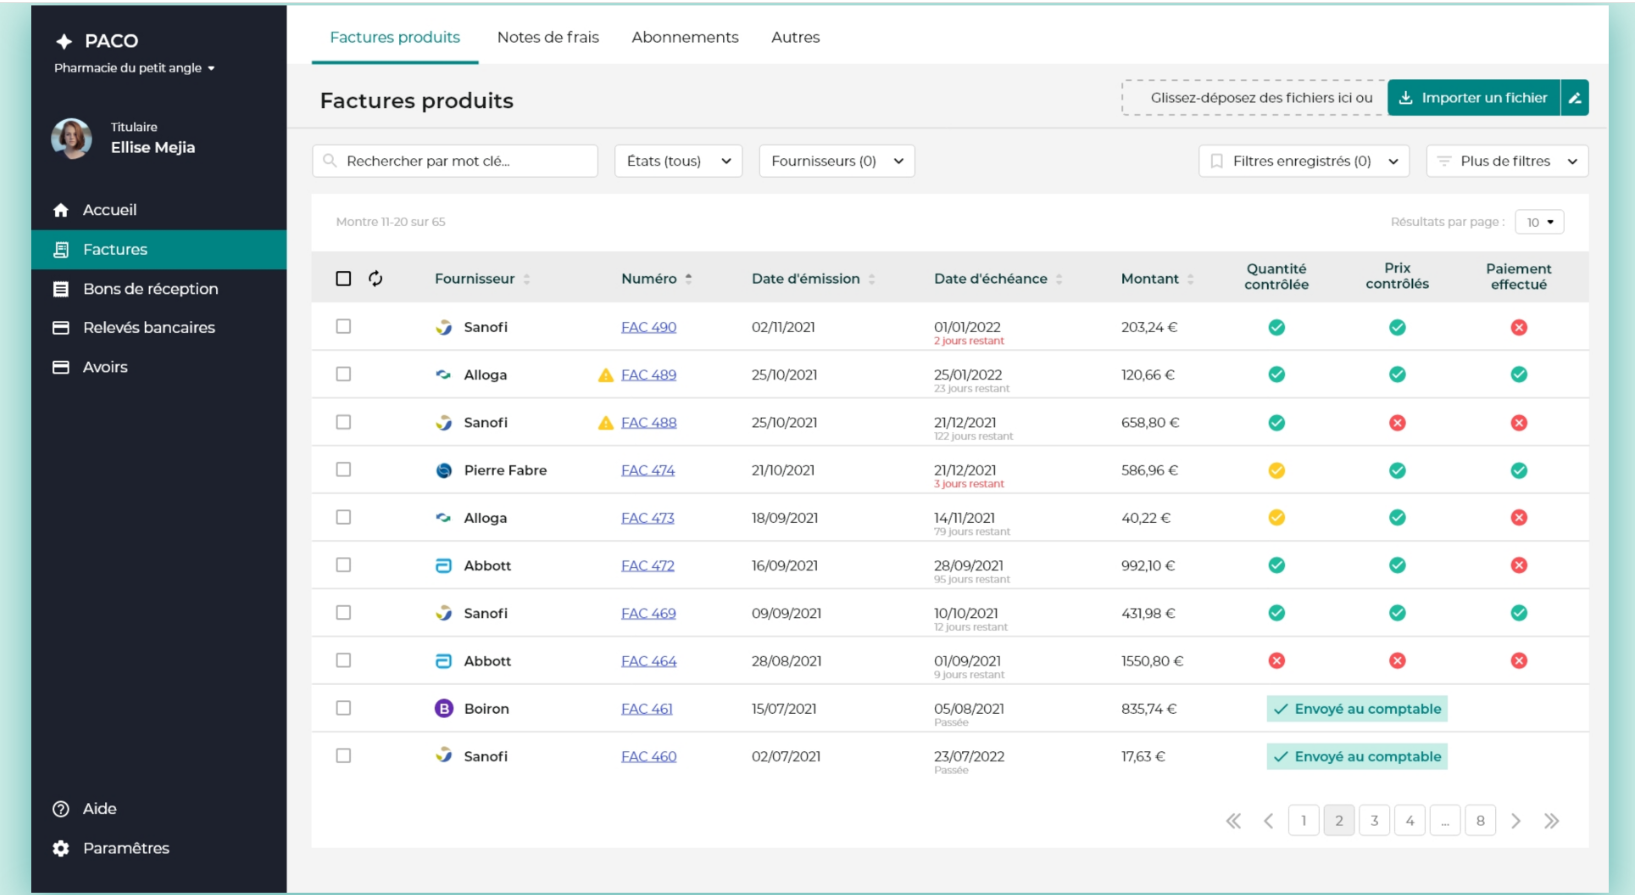 PACO
Pharmacie du petit angle
Titulaire
Ellise Mejia
Accueil
Factures
Bons de réception
Relevés bancaires
Avoirs
Aide
Paramêtres
Factures produits Notes de frais Abonnements Autres
Factures produits
Glissez-déposez des fichiers ici ou Importer un fichier
Rechercher par mot clé... États (tous) Fournisseurs (0) Filtres enregistrés (0) Plus de filtres
Montre 11-20 sur 65 Résultats par page : 10
Fournisseur Numéro Date d'émission Date d'échéance Montant Quantité contrôlée Prix contrôlés Paiement effectué
Sanofi FAC 490 02/11/2021 01/01/2022 203,24 €
2 jours restant
Alloga FAC 489 25/10/2021 25/01/2022 120,66 €
23 jours restant
Sanofi FAC 488 25/10/2021 21/12/2021 658,80 €
122 jours restant
Pierre Fabre FAC 474 21/10/2021 21/12/2021 586,96 €
3 jours restant
Alloga FAC 473 18/09/2021 14/11/2021 40,22 €
79 jours restant
Abbott FAC 472 16/09/2021 28/09/2021 992,10 €
95 jours restant
Sanofi FAC 469 09/09/2021 10/10/2021 431,98 €
12 jours restant
Abbott FAC 464 28/08/2021 01/09/2021 1550,80 €
9 jours restant
B Boiron FAC 461 15/07/2021 05/08/2021 835,74 € Envoyé au comptable
Passée
Sanofi FAC 460 02/07/2021 23/07/2022 17,63 € Envoyé au comptable
Passée
1 2 3 4 ... 8